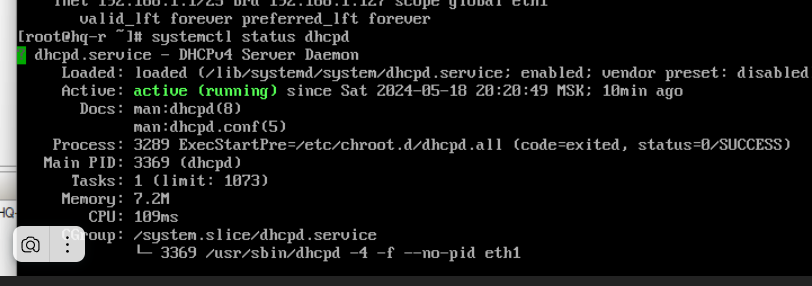 inet 192.168.1.1/25 brd 192.168.1.127 scope global eth1
valid_lft forever preferred_lft forever
[root@hq-r ~]# systemctl status dhcpd
dhcpd.service - DHCPv4 Server Daemon
Loaded: loaded (/lib/systemd/system/dhcpd.service; enabled; vendor preset: disabled
Active: active (running) since Sat 2024-05-18 20:20:49 MSK; 10min ago
Docs: man:dhcpd(8)
man:dhcpd.conf(5)
Process: 3289 ExecStartPre=/etc/chroot.d/dhcpd.all (code=exited, status=0/SUCCESS)
Main PID: 3369 (dhcpd)
Tasks: 1 (limit: 1073)
Memory: 7.2M
HQ-
CPU: 109ms
CGroup: /system.slice/dhcpd.service
└─ 3369 /usr/sbin/dhcpd -4 -f --no-pid eth1